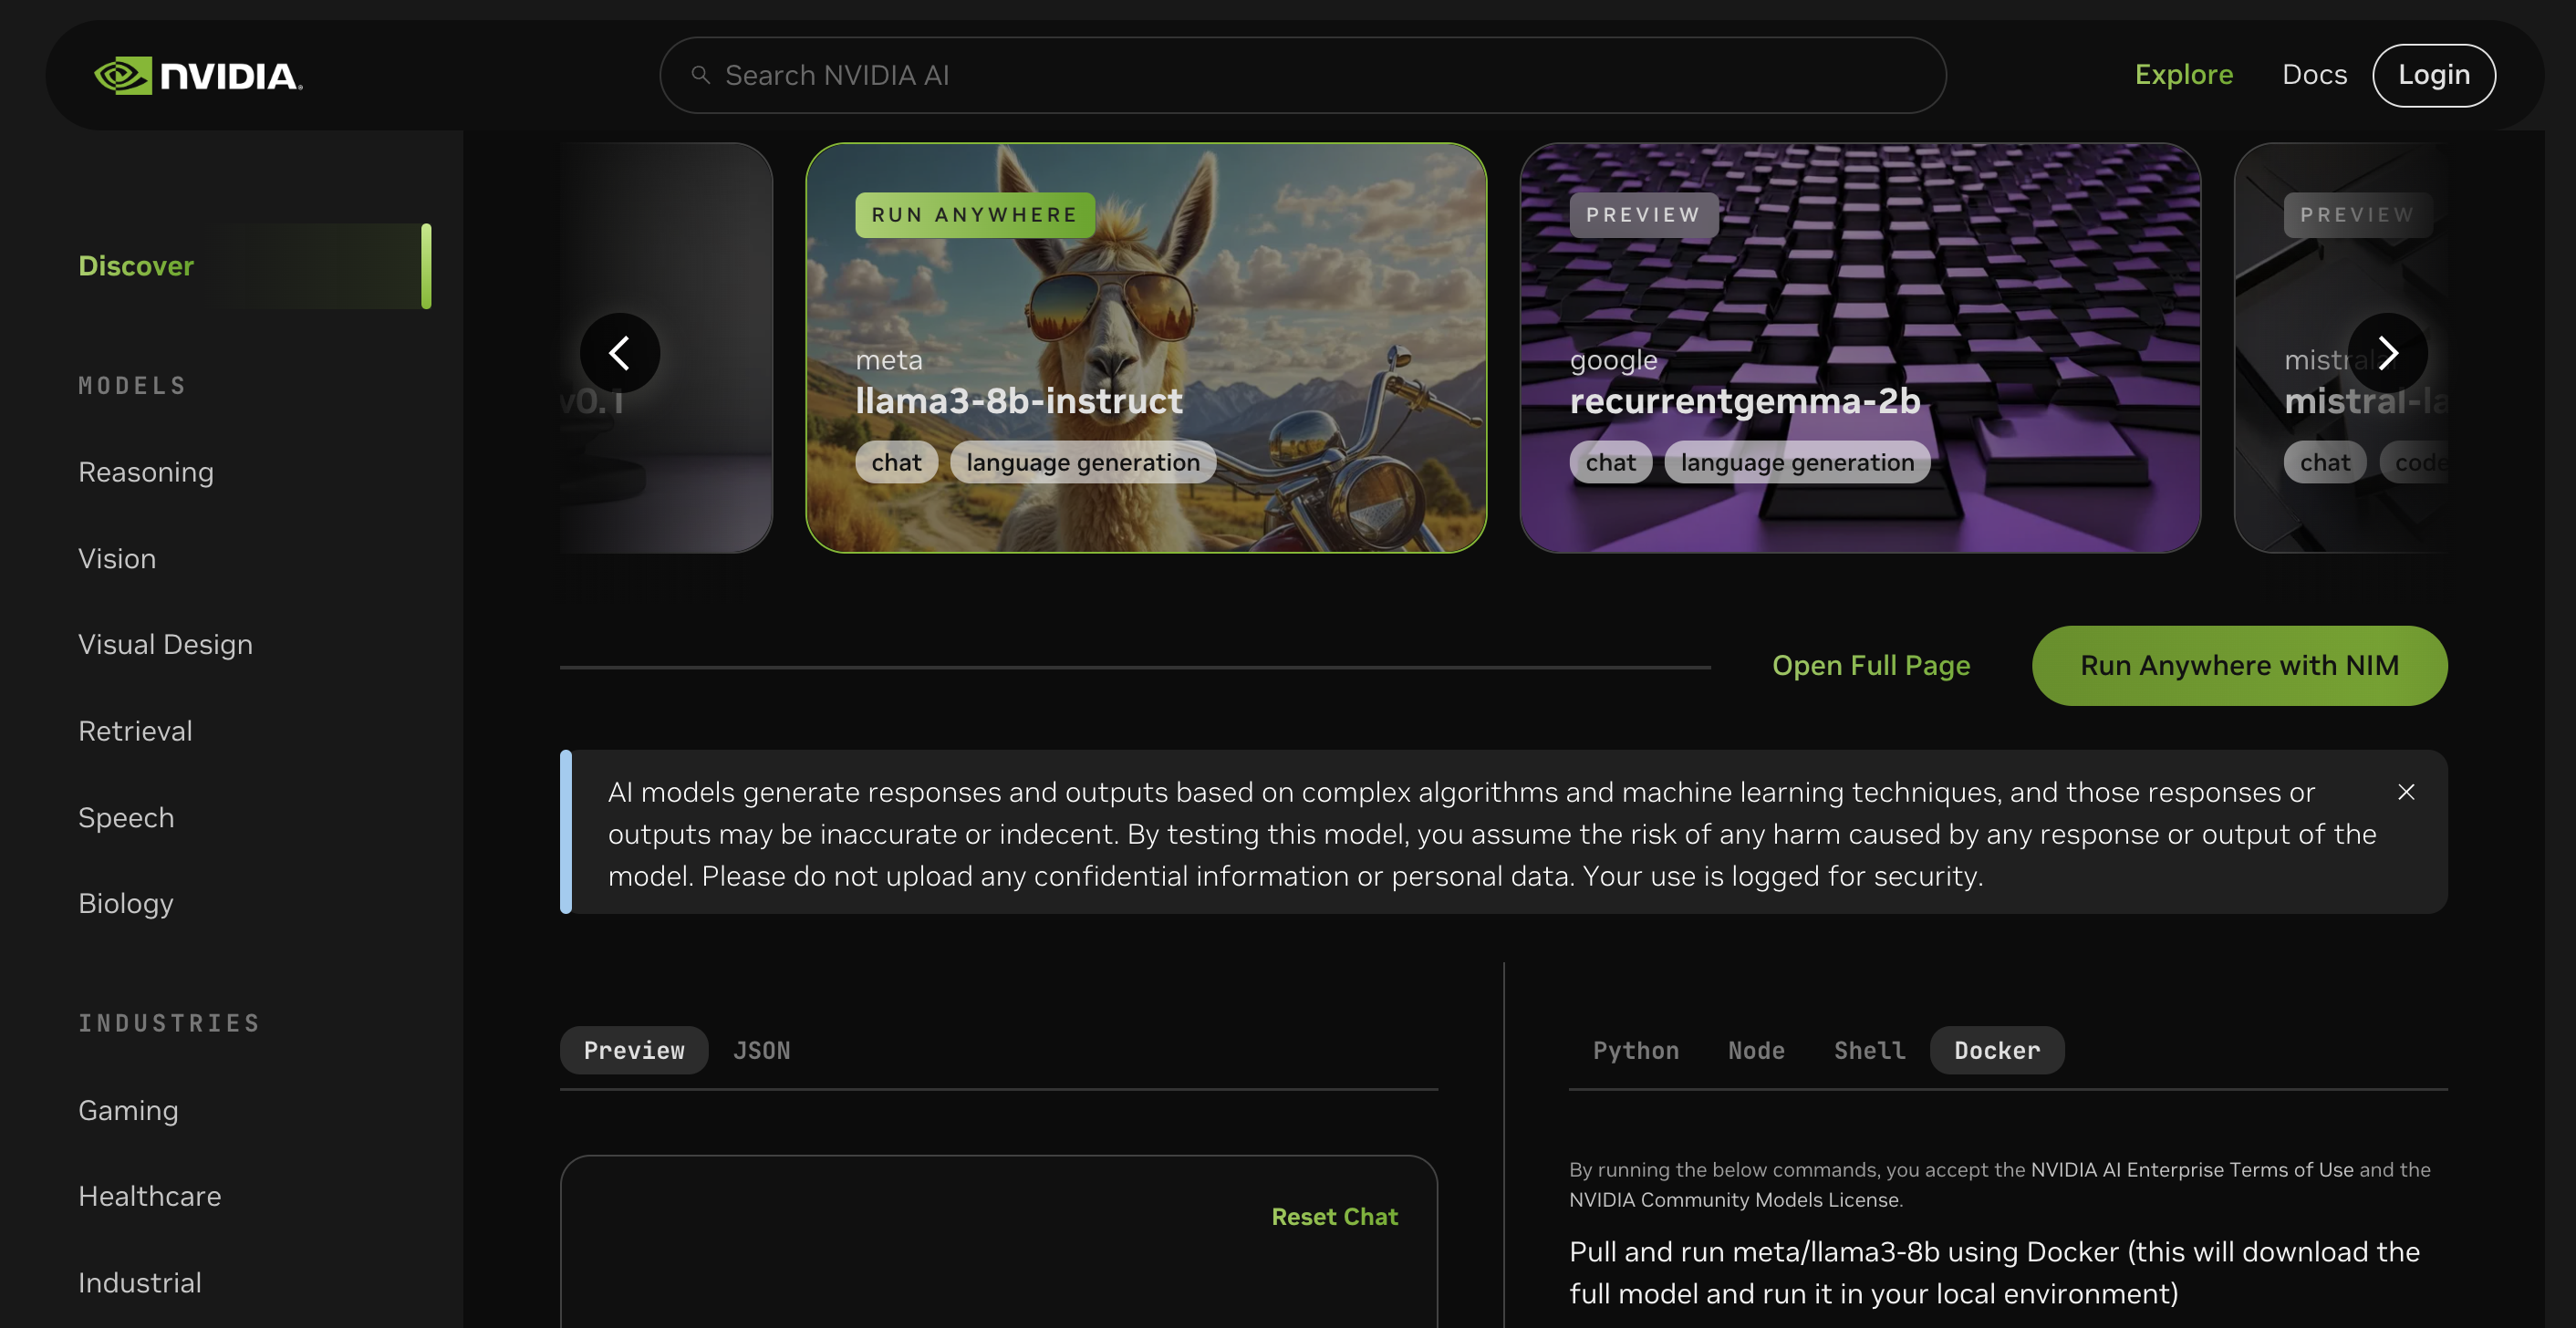 NVIDIA
Search NVIDIA AI
Explore
Docs
Login
Discover
MODELS
Reasoning
Vision
Visual Design
Retrieval
Speech
Biology
INDUSTRIES
Gaming
Healthcare
Industrial
v0.1
RUN ANYWHERE
meta
llama3-8b-instruct
chat
language generation
PREVIEW
google
recurrentgemma-2b
chat
language generation
PREVIEW
mistral-la
chat
code
Open Full Page
Run Anywhere with NIM
AI models generate responses and outputs based on complex algorithms and machine learning techniques, and those responses or
outputs may be inaccurate or indecent. By testing this model, you assume the risk of any harm caused by any response or output of the
model. Please do not upload any confidential information or personal data. Your use is logged for security.
Preview
JSON
Reset Chat
Python
Node
Shell
Docker
By running the below commands, you accept the NVIDIA AI Enterprise Terms of Use and the
NVIDIA Community Models License.
Pull and run meta/llama3-8b using Docker (this will download the
full model and run it in your local environment)